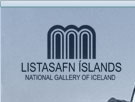 LISTASAFN ÍSLANDS
NATIONAL GALLERY OF ICELAND